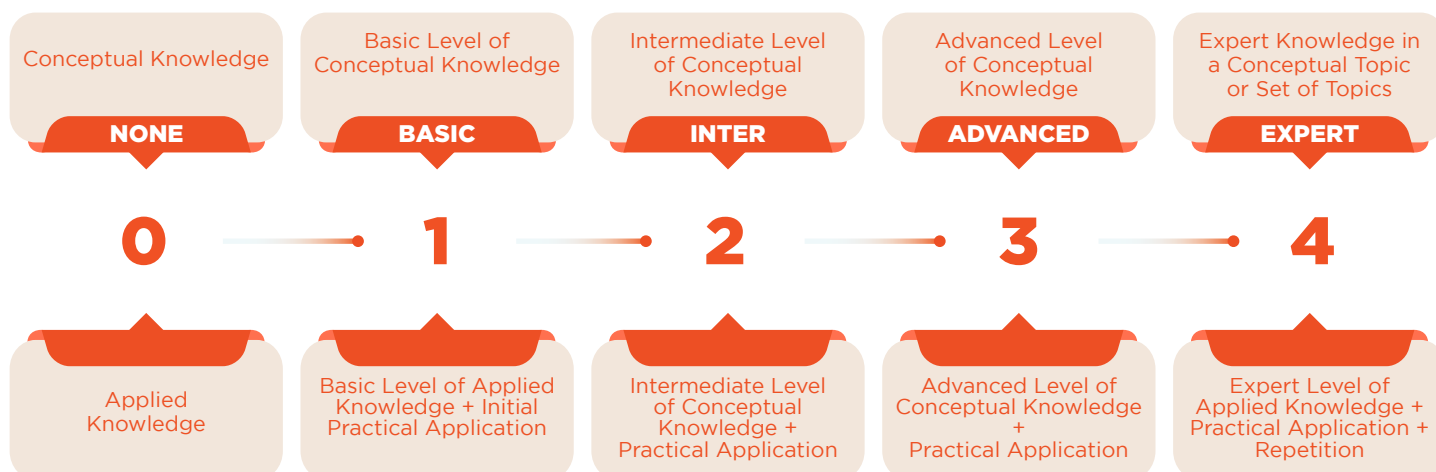 Conceptual Knowledge
NONE
Basic Level of
Conceptual Knowledge
BASIC
Intermediate Level
of Conceptual
Knowledge
INTER
Advanced Level
of Conceptual
Knowledge
ADVANCED
Expert Knowledge in
a Conceptual Topic
or Set of Topics
EXPERT
0
1
2
3
4
Applied
Knowledge
Basic Level of Applied
Knowledge + Initial
Practical Application
Intermediate Level
of Conceptual
Knowledge +
Practical Application
Advanced Level of
Conceptual Knowledge
+
Practical Application
Expert Level of
Applied Knowledge +
Practical Application +
Repetition